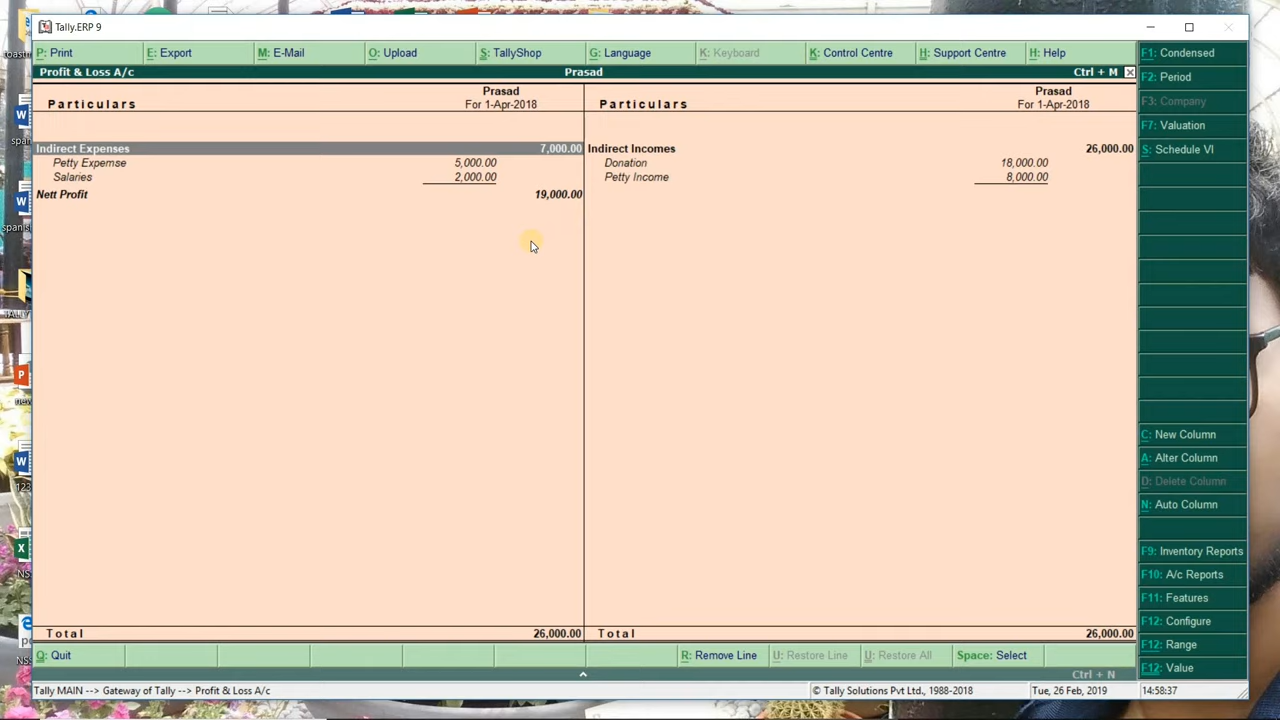 Tally.ERP 9
P: Print E: Export M: E-Mail O: Upload S: TallyShop G: Language K: Keyboard K: Control Centre H: Support Centre H: Help
Profit & Loss A/c Prasad Ctrl + M
Particulars Prasad For 1-Apr-2018
Indirect Expenses 7,000.00
Petty Expemse 5,000.00
Salaries 2,000.00
Nett Profit 19,000.00
Total 26,000.00
Particulars Prasad For 1-Apr-2018
Indirect Incomes 26,000.00
Donation 18,000.00
Petty Income 8,000.00
Total 26,000.00
F1: Condensed
F2: Period
F3: Company
F7: Valuation
S: Schedule VI
C: New Column
A: Alter Column
D: Delete Column
N: Auto Column
F9: Inventory Reports
F10: A/c Reports
F11: Features
F12: Configure
F12: Range
F12: Value
Q: Quit R: Remove Line U: Restore Line U: Restore All Space: Select
Ctrl + N
Tally MAIN --> Gateway of Tally --> Profit & Loss A/c © Tally Solutions Pvt Ltd., 1988-2018 Tue, 26 Feb, 2019 14:58:37